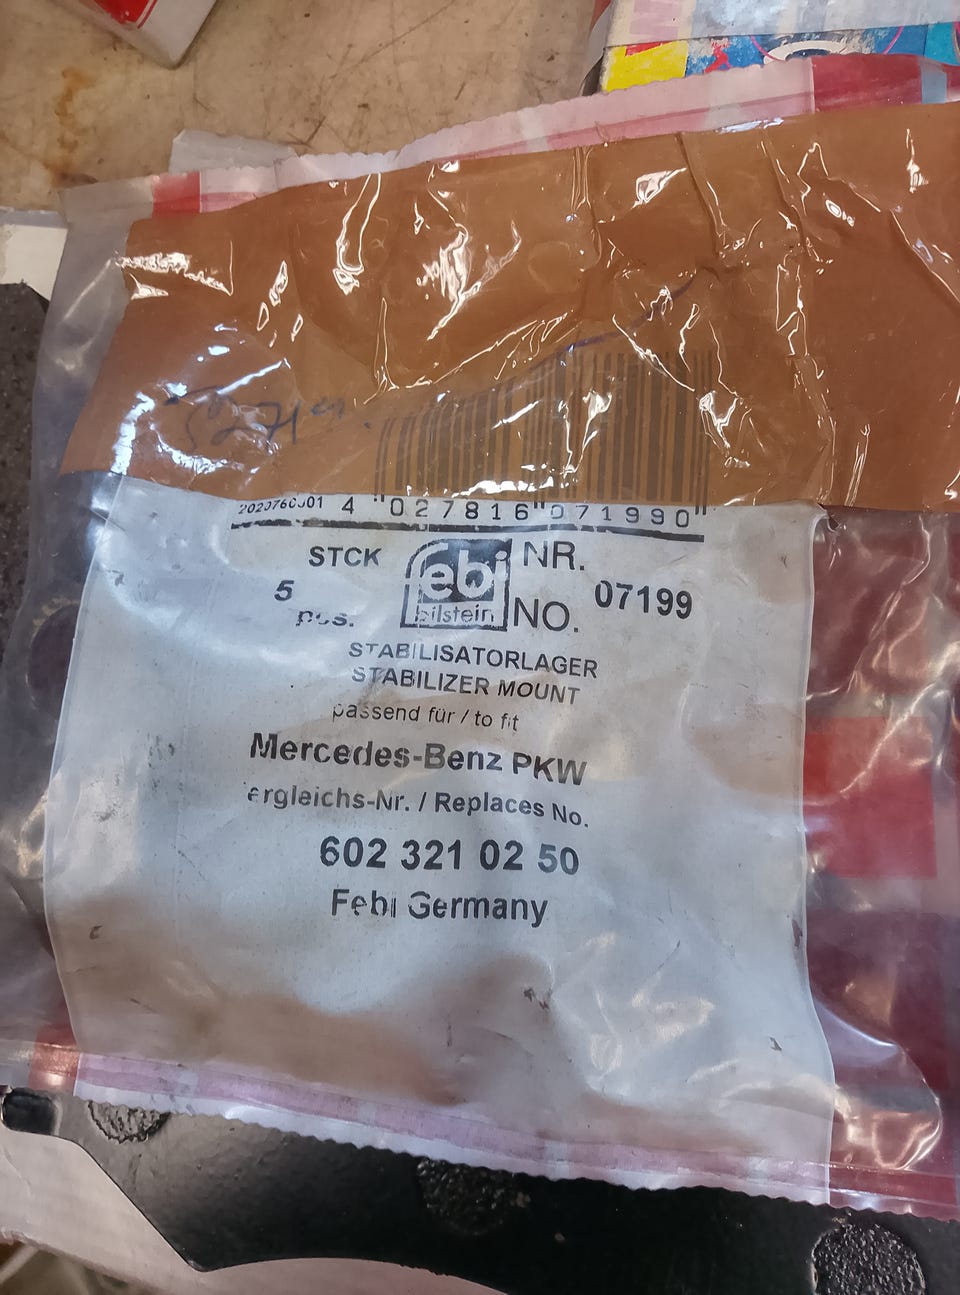 4 "027816"071990"
STCK
5
pcs.
febi
bilstein
NR.
NO.
07199
STABILISATORLAGER
STABILIZER MOUNT
passend für / to fit
Mercedes-Benz PKW
ergleichs-Nr. / Replaces No.
602 321 02 50
Febi Germany